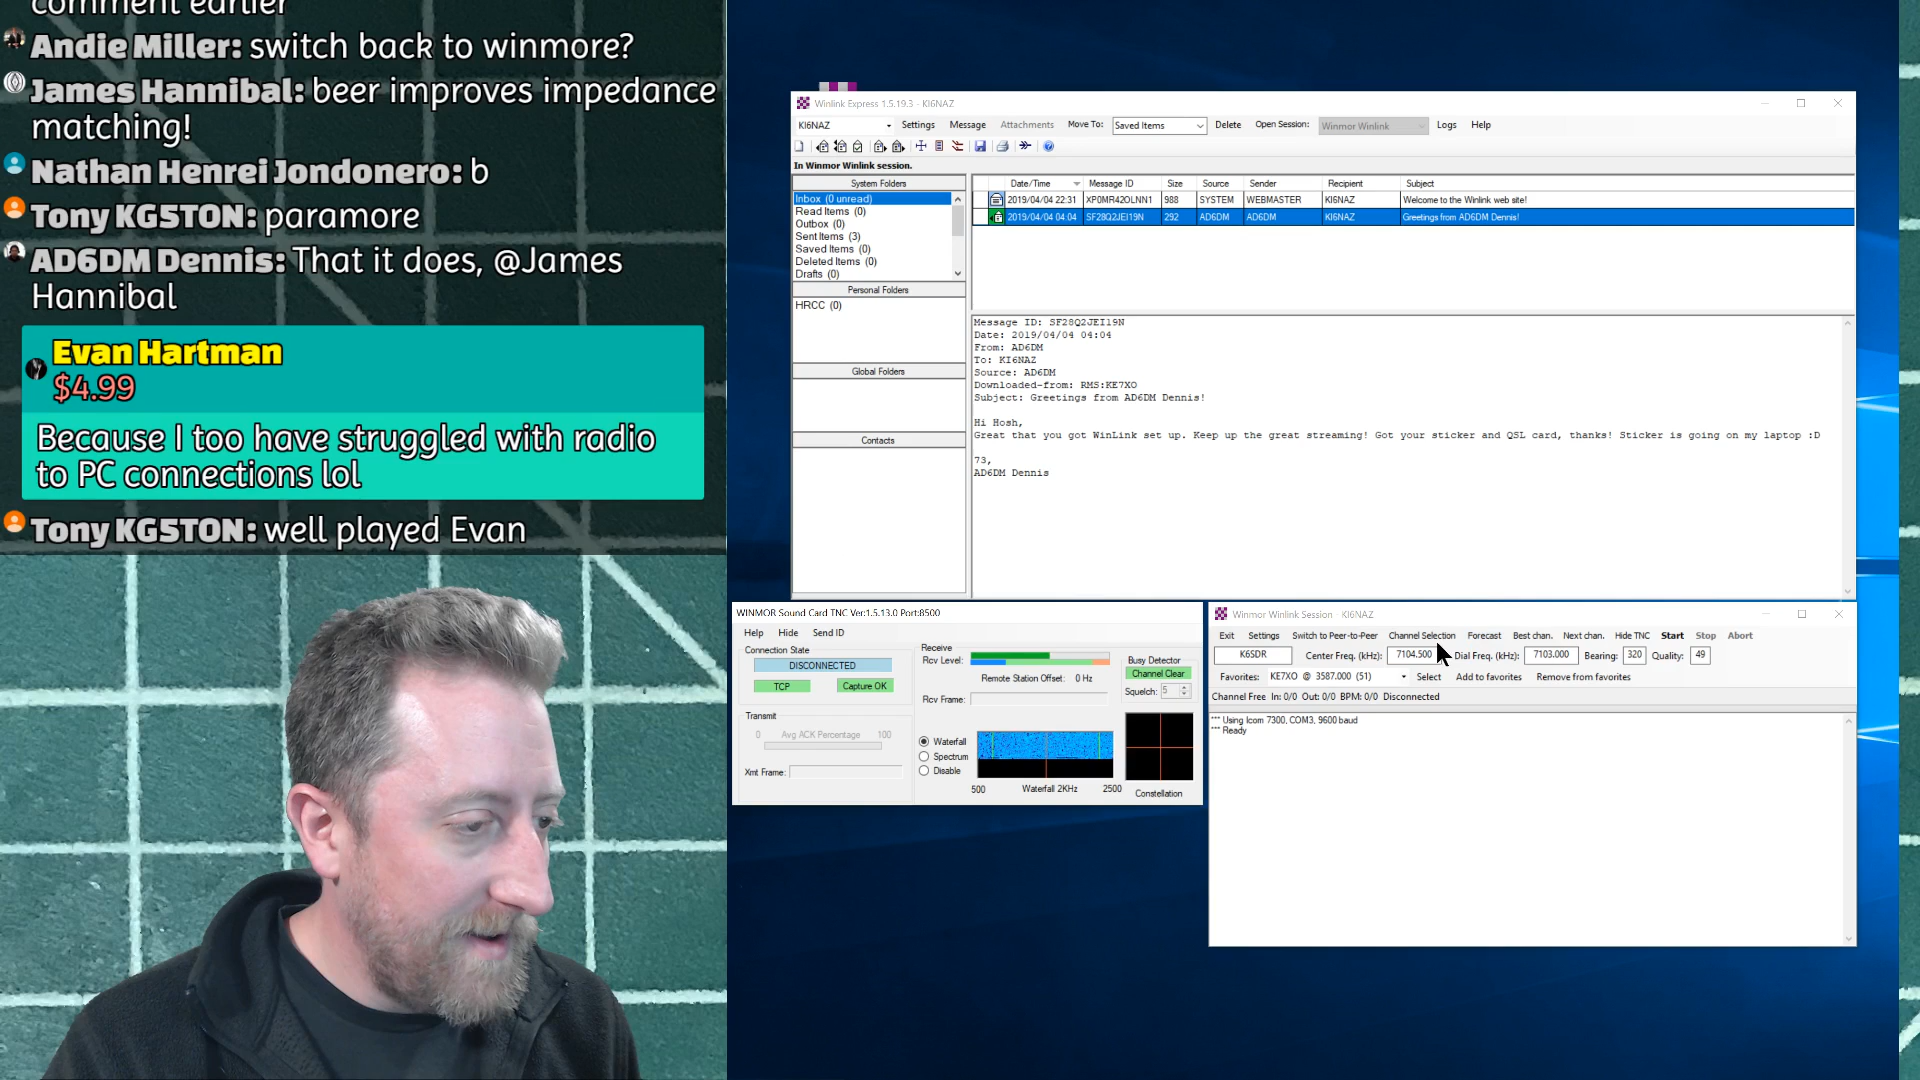 comment earlier
Andie Miller: switch back to winmore?
James Hannibal: beer improves impedance
matching!
Nathan Henrei Jondonero: b
Tony KG5TON: paramore
AD6DM Dennis: That it does, @James
Hannibal
Evan Hartman
$4.99
Because I too have struggled with radio
to PC connections lol
Tony KG5TON: well played Evan
Winlink Express 1.5.19.3 - KI6NAZ
KI6NAZ Settings Message Attachments Move To: Saved Items Delete Open Session: Winmor Winlink Logs Help
In Winmor Winlink session.
System Folders
Inbox (0 unread)
Read Items (0)
Outbox (0)
Sent Items (3)
Saved Items (0)
Deleted Items (0)
Drafts (0)
Personal Folders
HRCC (0)
Global Folders
Contacts
Date/Time Message ID Size Source Sender Recipient Subject
2019/04/04 22:31 XP0MR42OLNN1 988 SYSTEM WEBMASTER KI6NAZ Welcome to the Winlink web site!
2019/04/04 04:04 SF28Q2JEI19N 292 AD6DM AD6DM KI6NAZ Greetings from AD6DM Dennis!
Message ID: SF28Q2JEI19N
Date: 2019/04/04 04:04
From: AD6DM
To: KI6NAZ
Source: AD6DM
Downloaded-from: RMS:KE7XO
Subject: Greetings from AD6DM Dennis!
Hi Hosh,
Great that you got WinLink set up. Keep up the great streaming! Got your sticker and QSL card, thanks! Sticker is going on my laptop :D
73,
AD6DM Dennis
WINMOR Sound Card TNC Ver:1.5.13.0 Port:8500
Help Hide Send ID
Connection State
DISCONNECTED
TCP Capture OK
Transmit
0 Avg ACK Percentage 100
Xmt Frame:
Receive
Rcv Level:
Remote Station Offset: 0 Hz
Rcv Frame:
Waterfall
Spectrum
Disable
500 Waterfall 2KHz 2500
Busy Detector
Channel Clear
Squelch: 5
Constellation
Winmor Winlink Session - KI6NAZ
Exit Settings Switch to Peer-to-Peer Channel Selection Forecast Best chan. Next chan. Hide TNC Start Stop Abort
K6SDR Center Freq. (kHz): 7104.500 Dial Freq. (kHz): 7103.000 Bearing: 320 Quality: 49
Favorites: KE7XO @ 3587.000 (51) Select Add to favorites Remove from favorites
Channel Free In: 0/0 Out: 0/0 BPM: 0/0 Disconnected
*** Using Icom 7300, COM3, 9600 baud
*** Ready